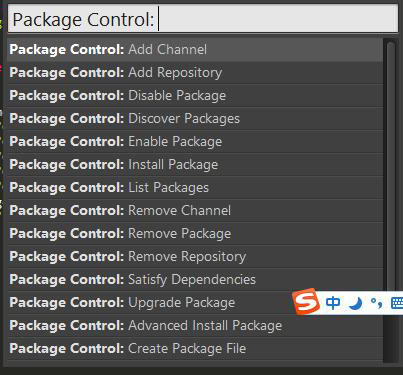 Package Control:
Package Control: Add Channel
Package Control: Add Repository
Package Control: Disable Package
Package Control: Discover Packages
Package Control: Enable Package
Package Control: Install Package
Package Control: List Packages
Package Control: Remove Channel
Package Control: Remove Package
Package Control: Remove Repository
Package Control: Satisfy Dependencies
Package Control: Upgrade Package
S 中
Package Control: Advanced Install Package
Package Control: Create Package File